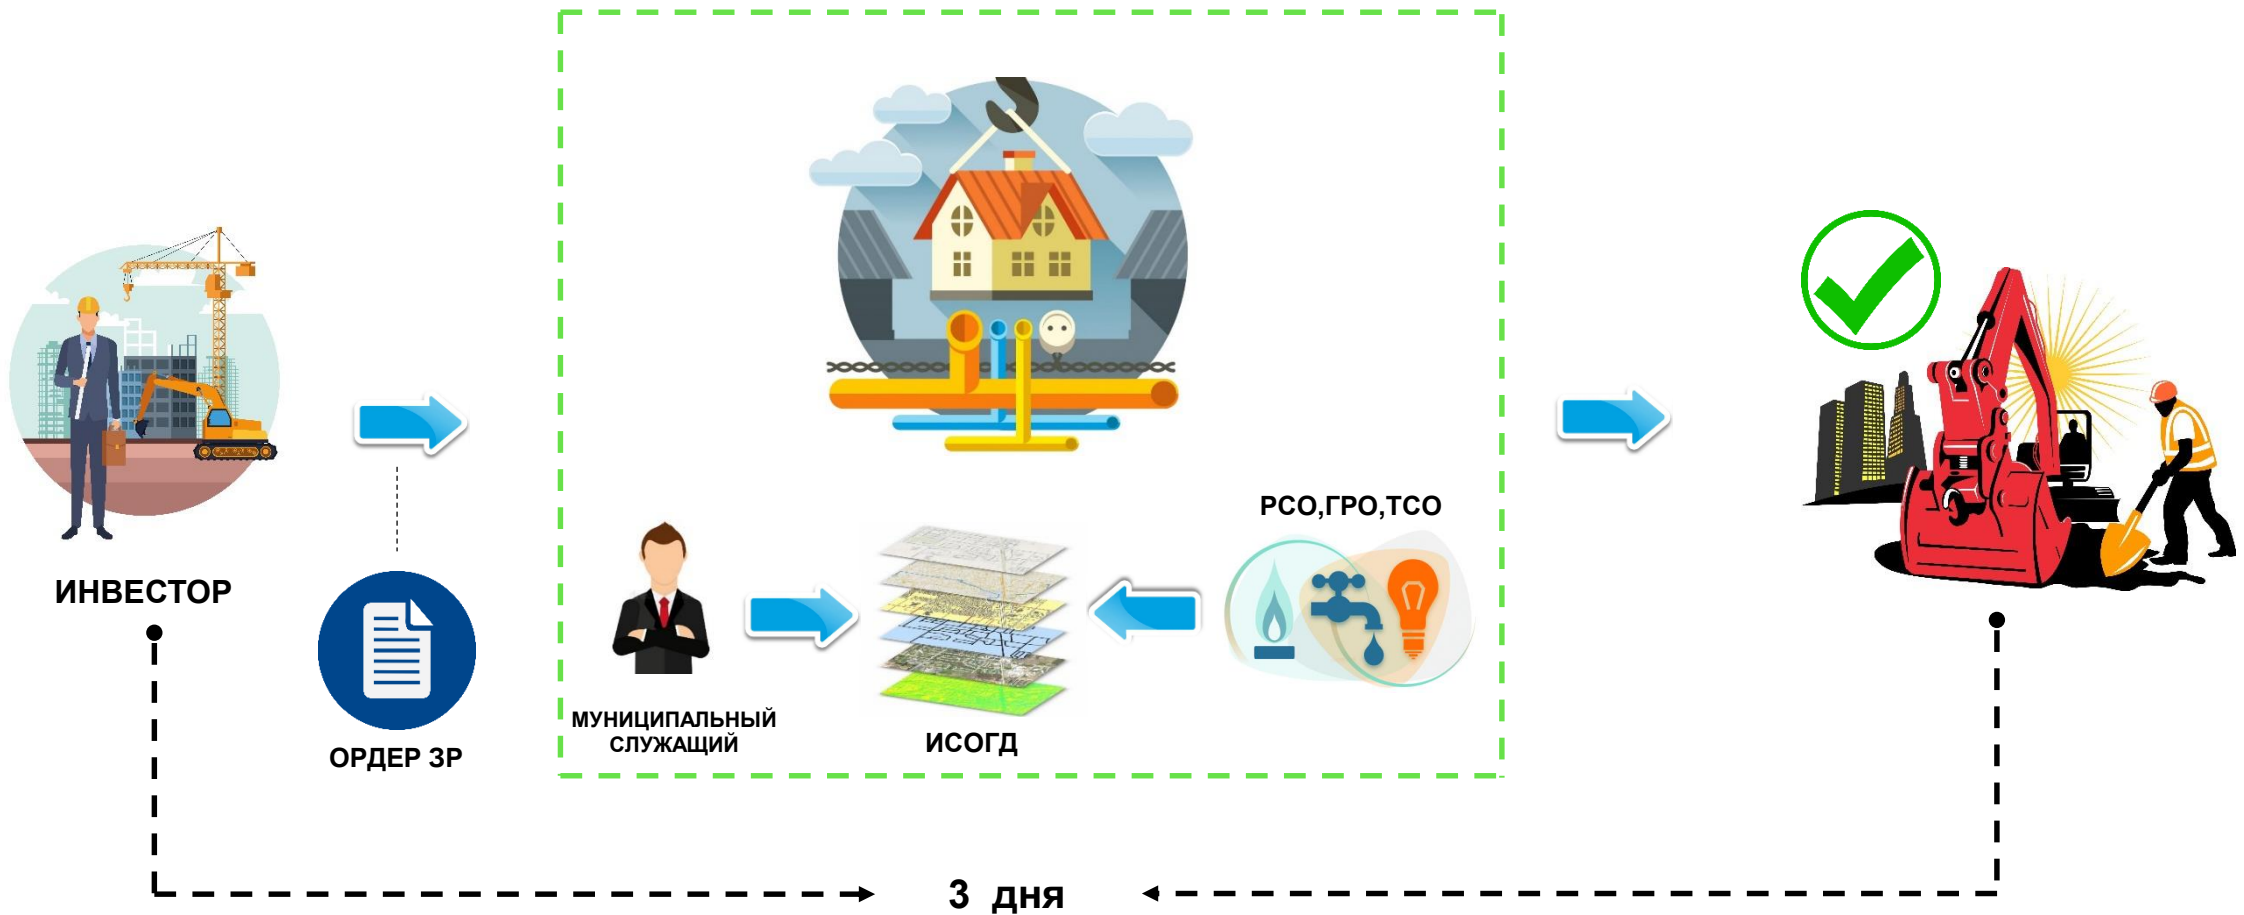 ИНВЕСТОР
ОРДЕР ЗР
РСО,ГРО,ТСО
МУНИЦИПАЛЬНЫЙ
СЛУЖАЩИЙ
ИСОГД
3 дня